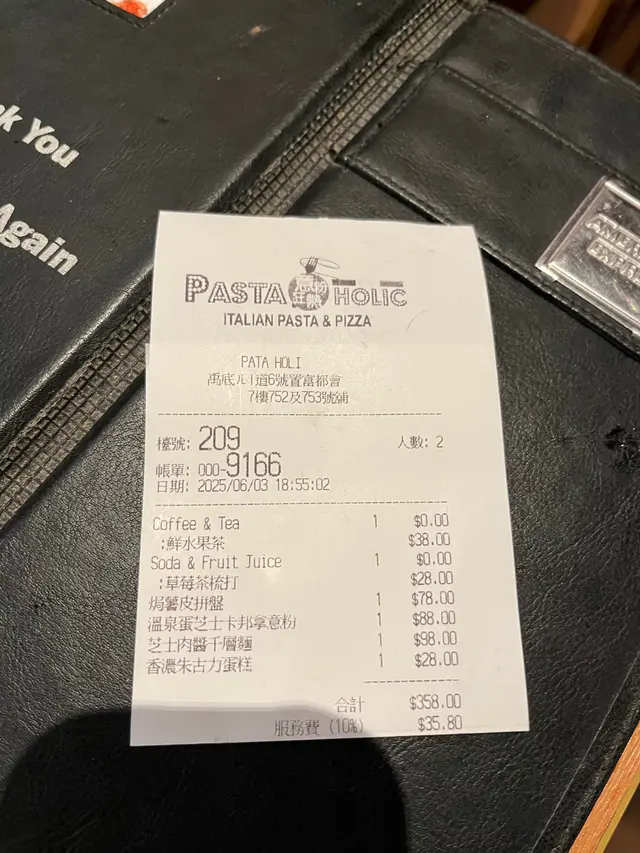 k You
Again
AMER
EXP
PASTA 意粉狂熱 HOLIC
ITALIAN PASTA & PIZZA
PATA HOLI
道6號置富都會
7樓752及753號舖
檯號: 209 人數: 2
帳單: 000-9166
日期: 2025/06/03 18:55:02
Coffee & Tea 1 $0.00
:鮮水果茶 $38.00
Soda & Fruit Juice 1 $0.00
:草莓茶梳打 $28.00
焗薯皮拼盤 1 $78.00
溫泉蛋芝士卡邦拿意粉 1 $88.00
芝士肉醬千層麵 1 $98.00
香濃朱古力蛋糕 1 $28.00
合計 $358.00
服務費 (10%) $35.80